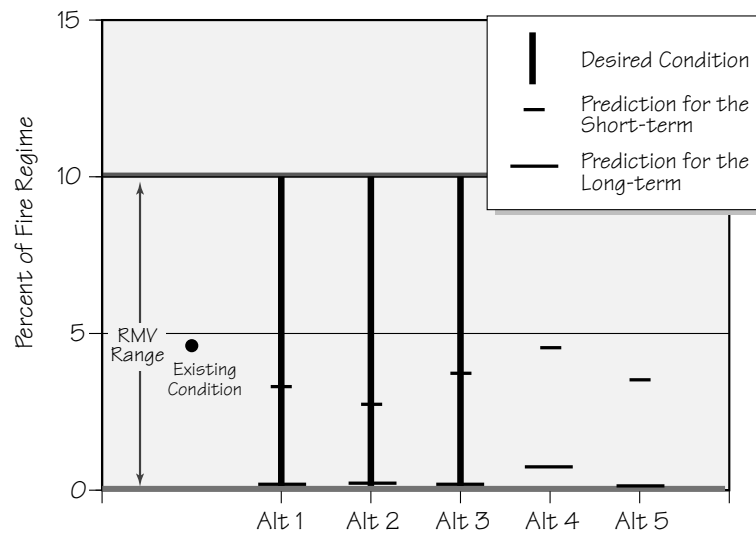 15
Desired Condition
Prediction for the
Short-term
Prediction for the
Long-term
Percent of Fire Regime
10
5
RMV
Range
Existing
Condition
0
Alt 1
Alt 2
Alt 3
Alt 4
Alt 5